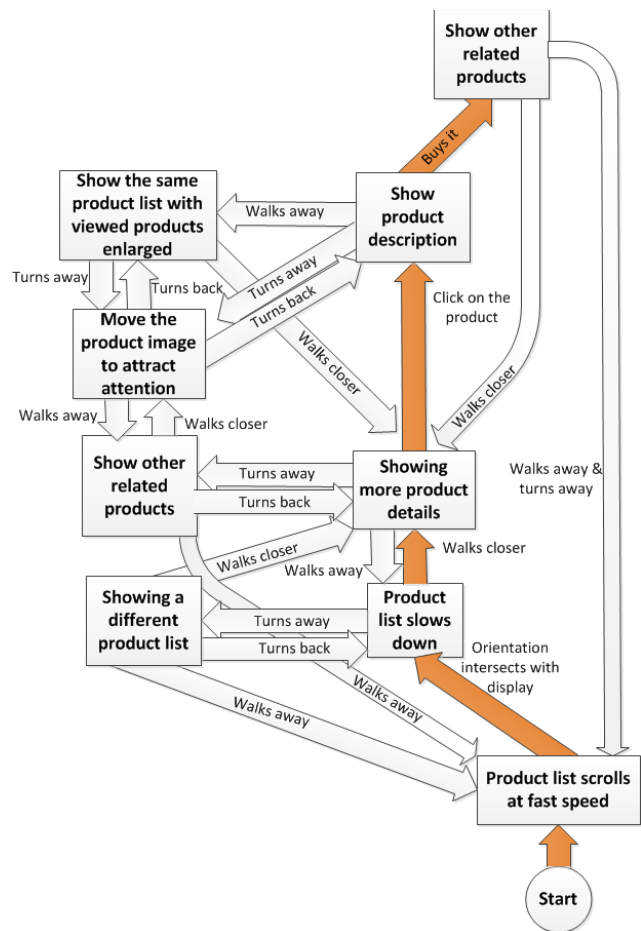 Show other
related
products
Buys it
Show the same
product list with
viewed products
enlarged
Walks away
Show
product
description
Turns away
Turns back
Turns away
Turns back
Click on the
product
Move the
product image
to attract
attention
Walks closer
Walks closer
Walks away
Walks closer
Show other
related
products
Turns away
Turns back
Showing
more product
details
Walks away &
turns away
Walks closer
Walks away
Walks closer
Showing a
different
product list
Turns away
Turns back
Product
list slows
down
Orientation
intersects with
display
Walks away
Walks away
Product list scrolls
at fast speed
Start